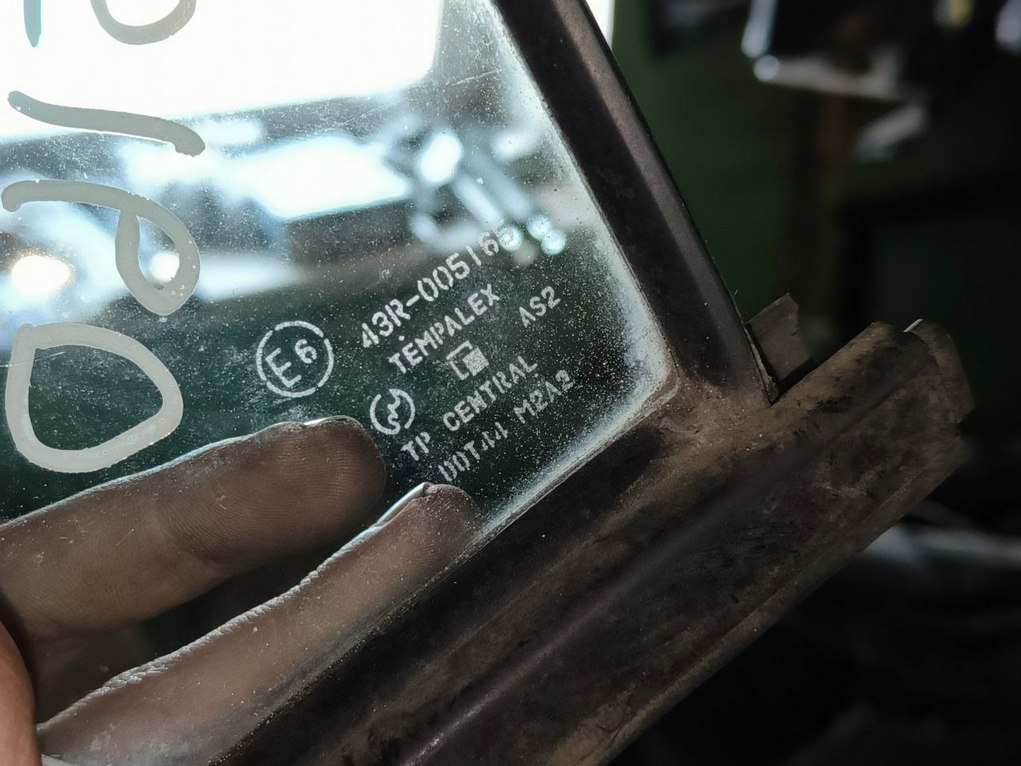 43R-005165
E6
TEMPALEX
AS2
TP CENTRAL
DOT44 M2A2